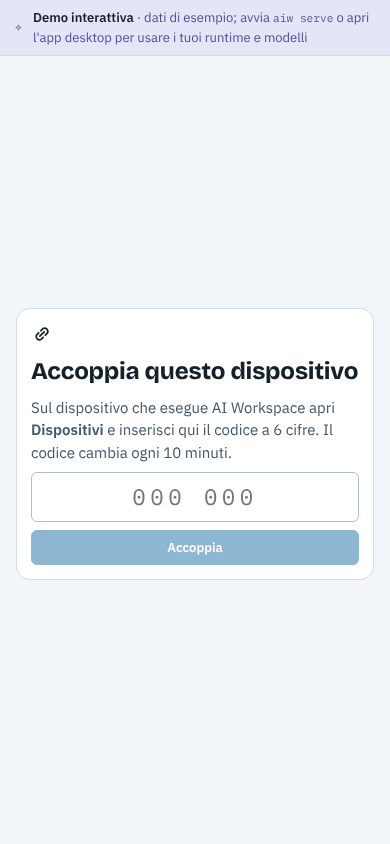 Demo interattiva · dati di esempio; avvia aiw serve o apri
l'app desktop per usare i tuoi runtime e modelli
Accoppia questo dispositivo
Sul dispositivo che esegue AI Workspace apri
Dispositivi e inserisci qui il codice a 6 cifre. Il
codice cambia ogni 10 minuti.
000 000
Accoppia